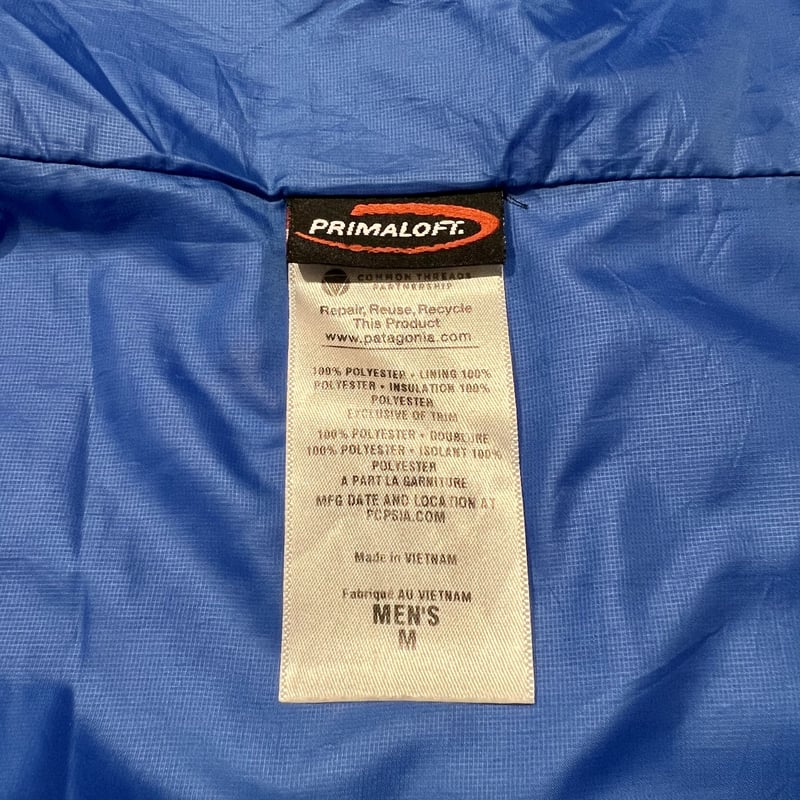 PRIMALOFT.
COMMON THREADS
PARTNERSHIP
Repair, Reuse, Recycle
This Product
www.patagonia.com
100% POLYESTER • LINING 100%
POLYESTER • INSULATION 100%
POLYESTER
EXCLUSIVE OF TRIM
100% POLYESTER • DOUBLURE
100% POLYESTER • ISOLANT 100%
POLYESTER
A PART LA GARNITURE
MFG DATE AND LOCATION AT
PCPSIA.COM
Made in VIETNAM
Fabriqué AU VIETNAM
MEN'S
M